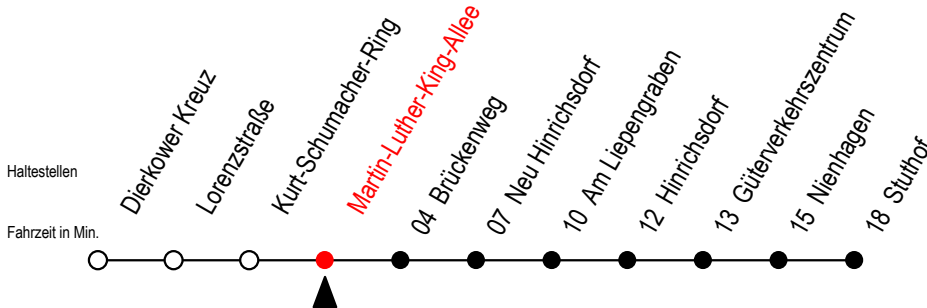 Haltestellen
Fahrzeit in Min.
Dierkower Kreuz
Lorenzstraße
Kurt-Schumacher-Ring
Martin-Luther-King-Allee
04 Brückenweg
07 Neu Hinrichsdorf
10 Am Liepengraben
12 Hinrichsdorf
13 Güterverkehrszentrum
15 Nienhagen
18 Stuthof